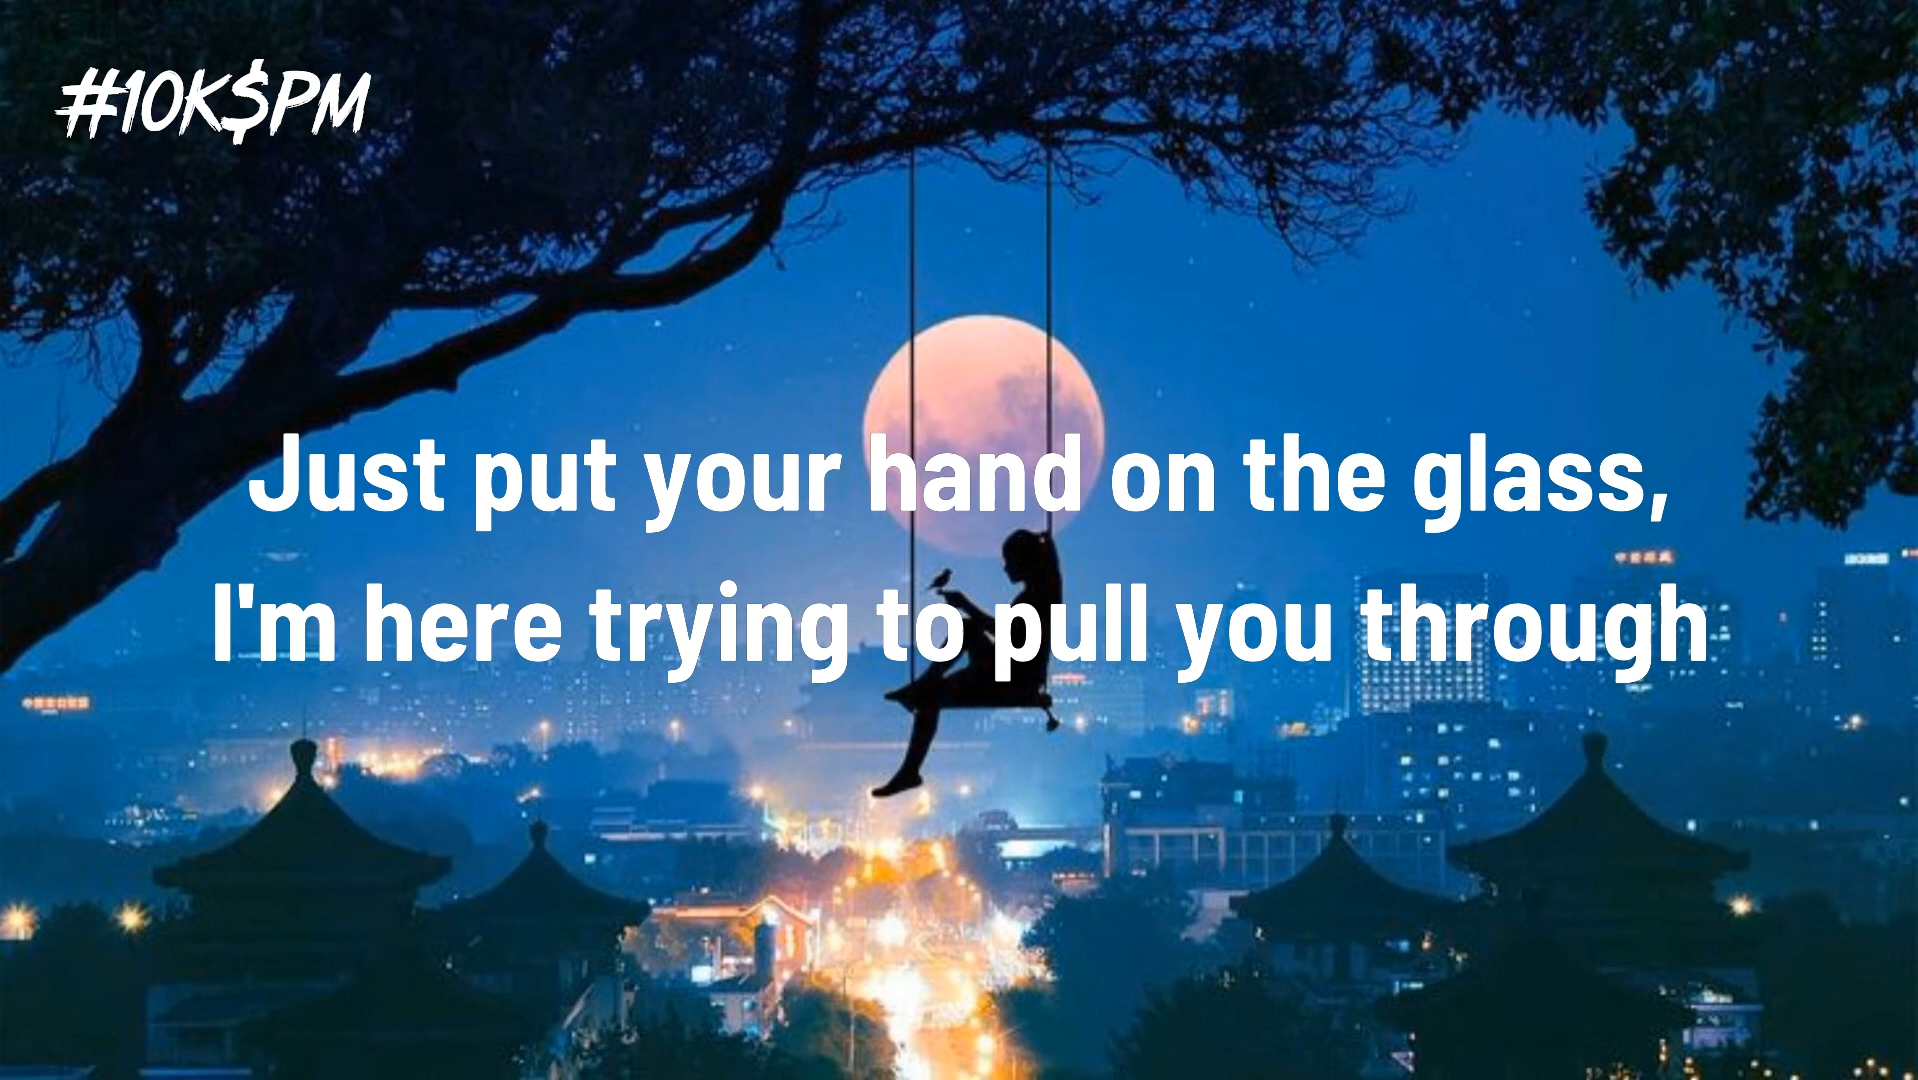 #10K$PM
Just put your hand on the glass,
I'm here trying to pull you through